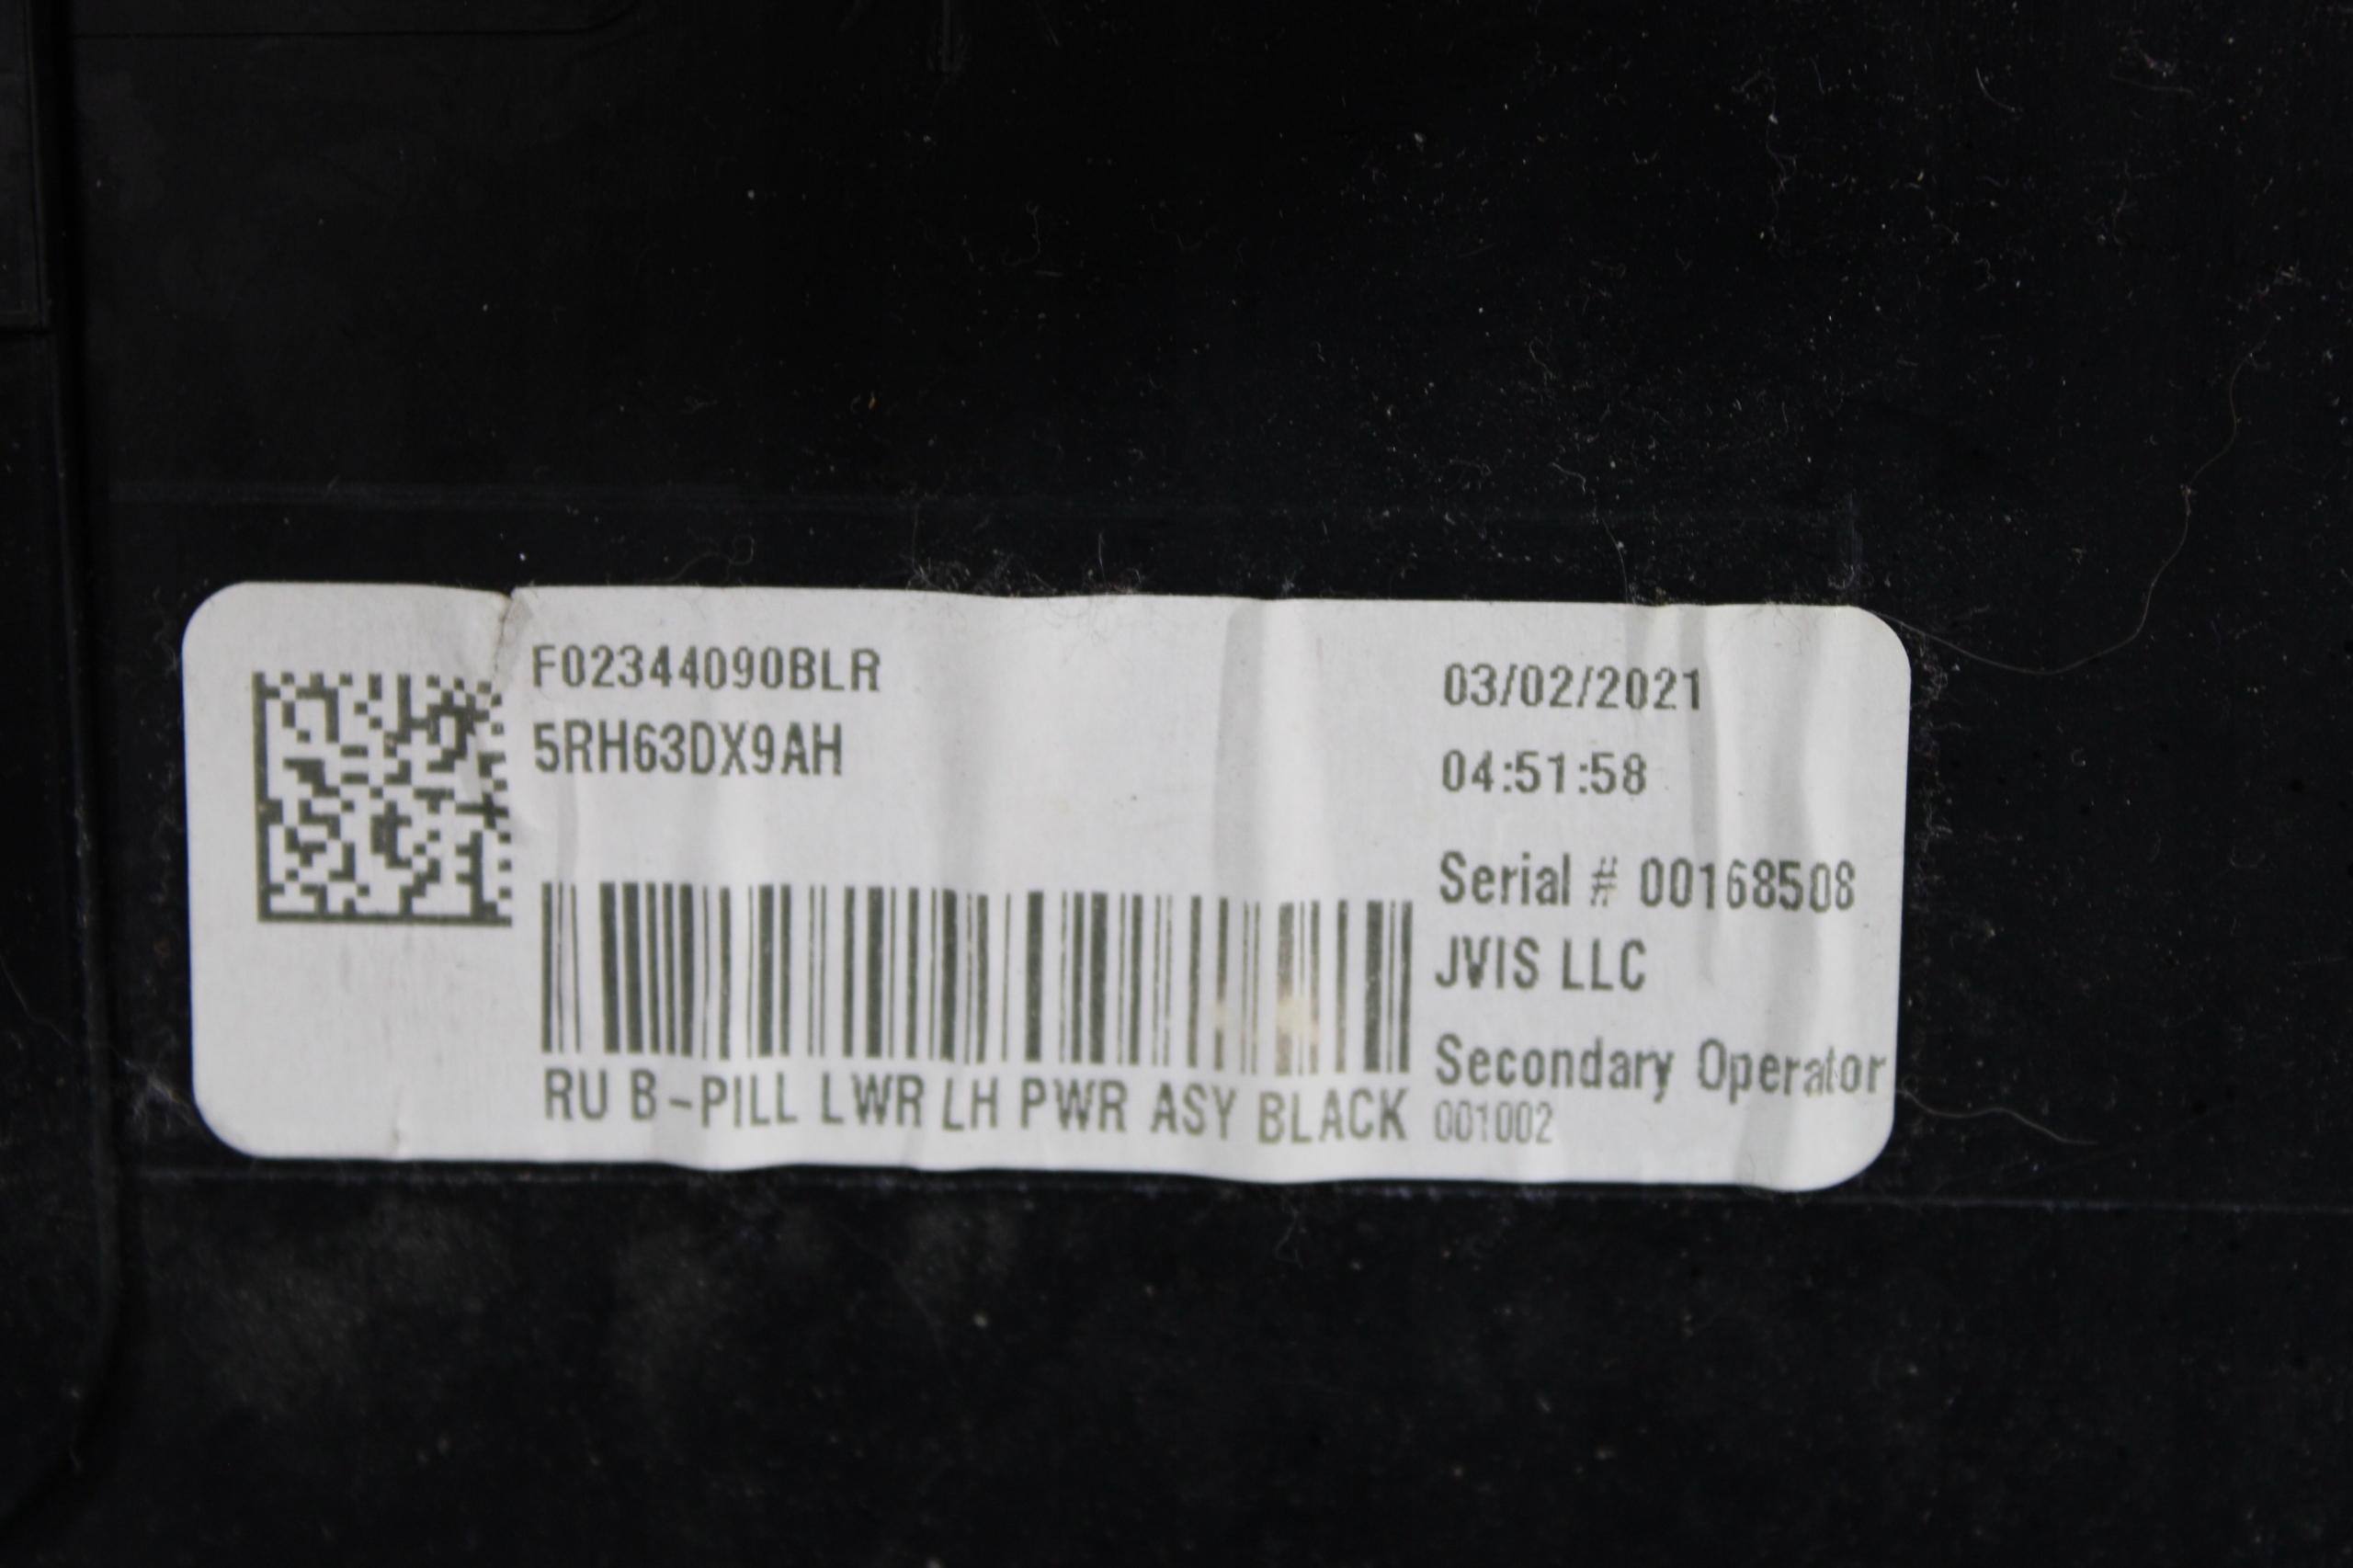 F02344090BLR
5RH63DX9AH
RU B-PILL LWR LH PWR ASY BLACK
03/02/2021
04:51:58
Serial # 00168508
JVIS LLC
Secondary Operator
001002